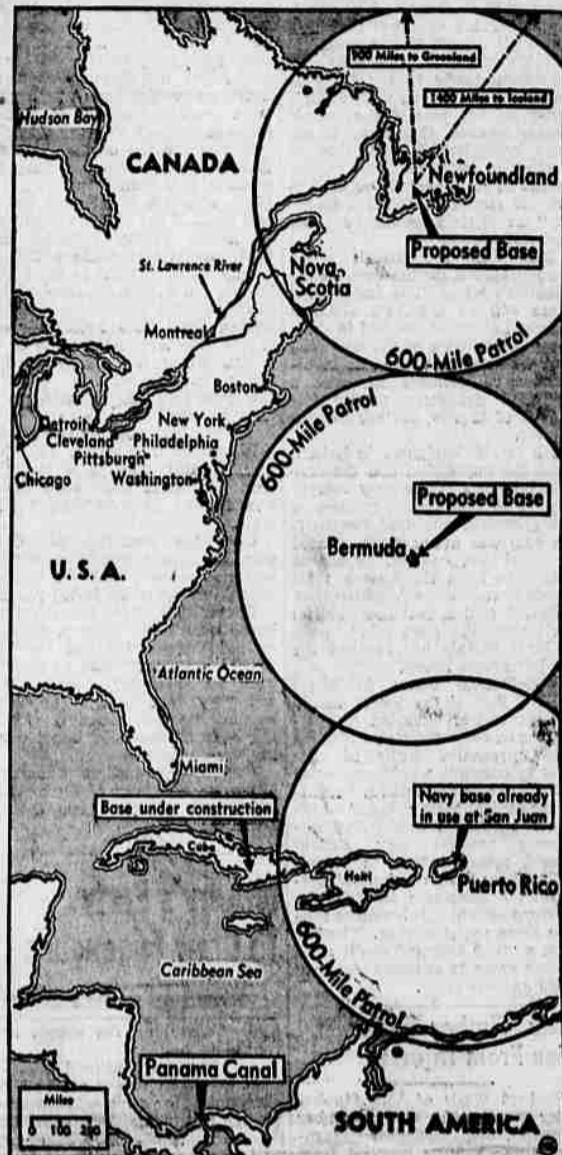 900 Miles to Greenland
1400 Miles to Iceland
Hudson Bay
CANADA
Newfoundland
Proposed Base
St. Lawrence River
Nova
Scotia
Montreal
600-Mile Patrol
Boston
Detroit
New York
Cleveland
Philadelphia
Pittsburgh
Washington
Chicago
600-Mile Patrol
Proposed Base
Bermuda
U. S. A.
Atlantic Ocean
Miami
Base under construction
Navy base already
in use at San Juan
Cuba
Haiti
Puerto Rico
Caribbean Sea
600-Mile Patrol
Panama Canal
Miles
0 100 200
SOUTH AMERICA